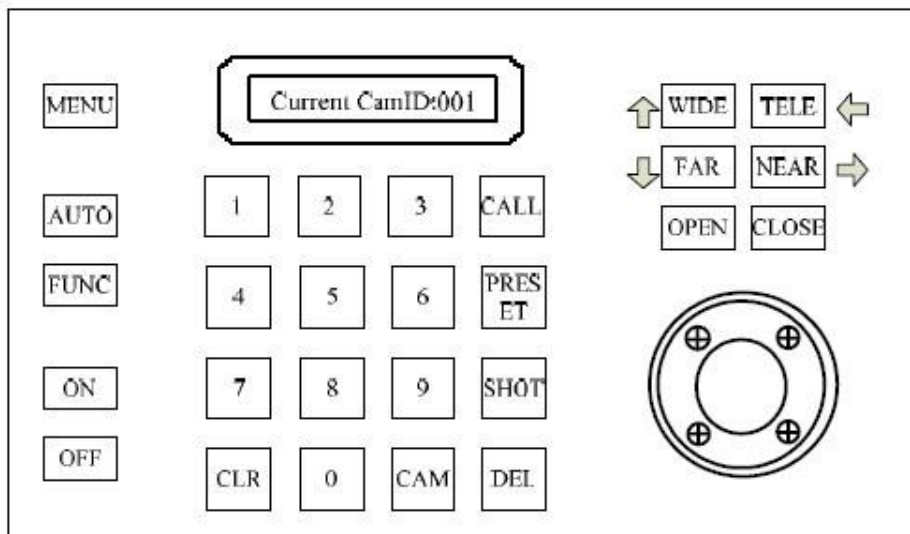 MENU
Current CamID:001
WIDE
TELE
AUTO
FUNC
ON
OFF
1
2
3
CALL
4
5
6
PRES
ET
7
8
9
SHOT
CLR
0
CAM
DEL
FAR
NEAR
OPEN
CLOSE